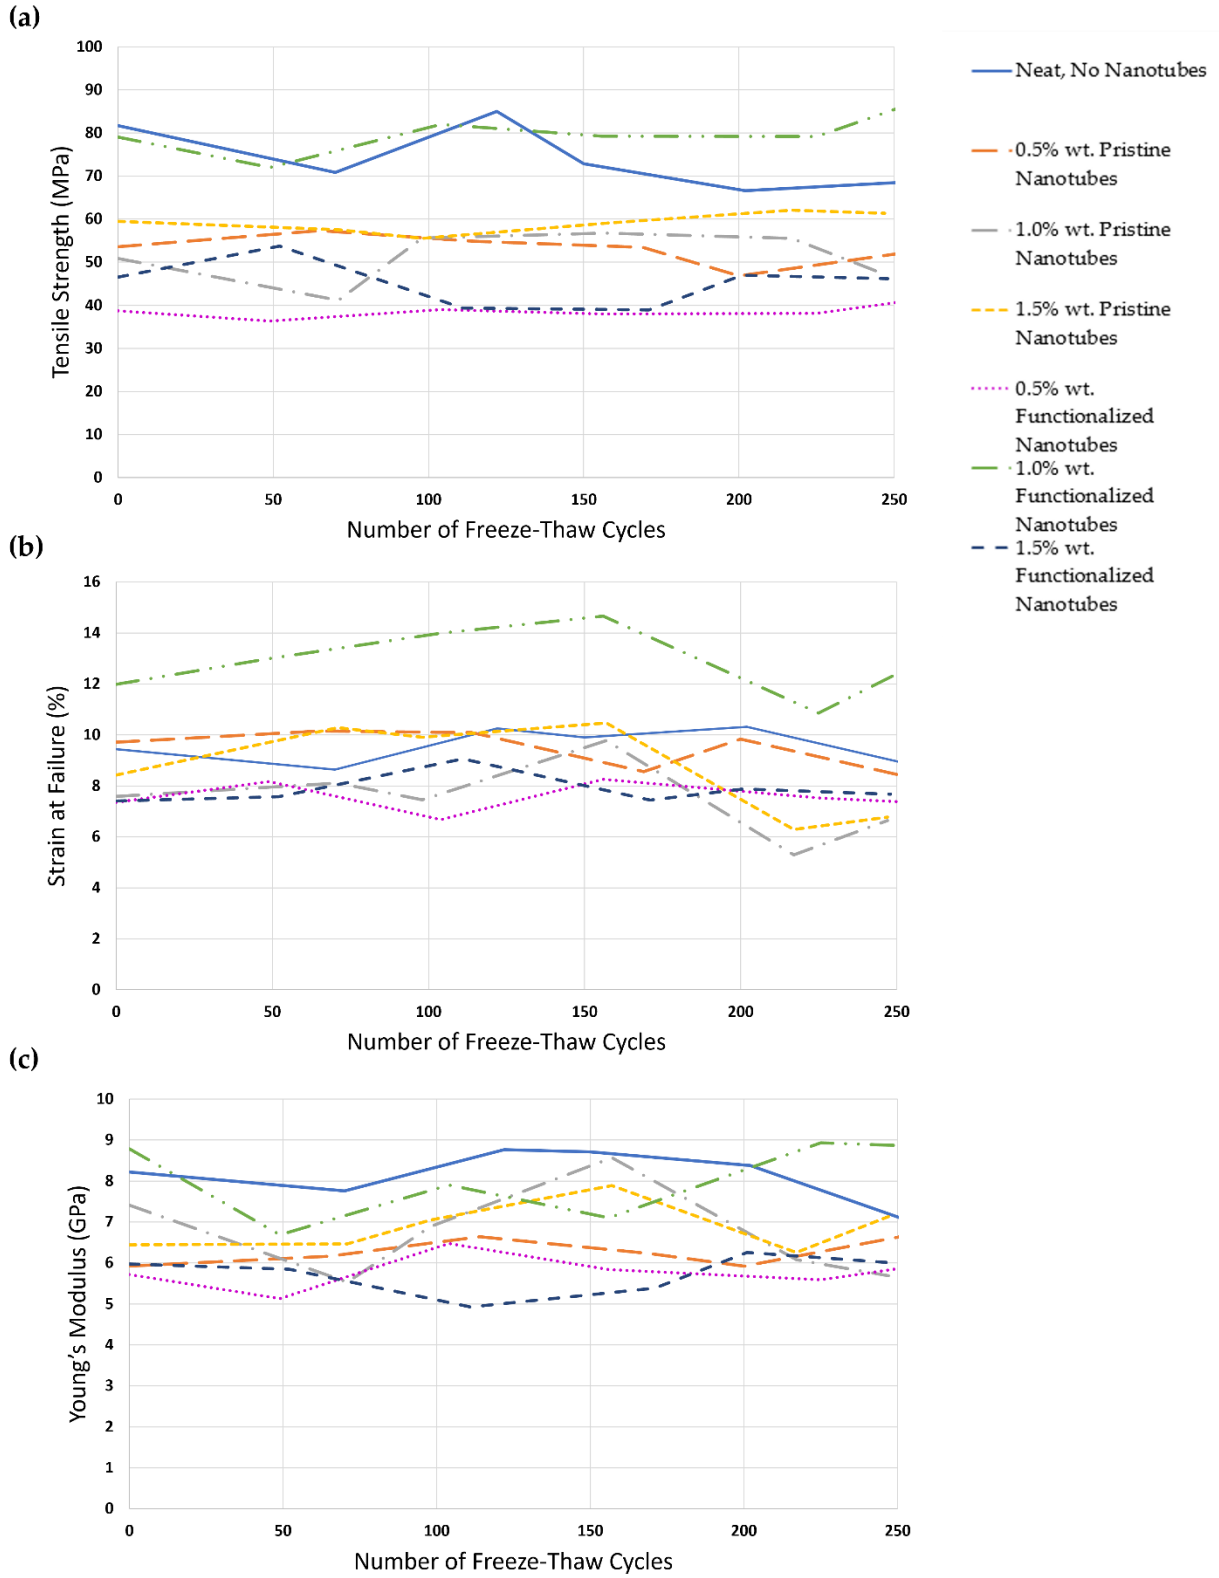 (a)
100
90
80
70
60
50
40
30
20
10
0
Tensile Strength (MPa)
0 50 100 150 200 250
Number of Freeze-Thaw Cycles
Neat, No Nanotubes
0.5% wt. Pristine
Nanotubes
1.0% wt. Pristine
Nanotubes
1.5% wt. Pristine
Nanotubes
0.5% wt.
Functionalized
Nanotubes
1.0% wt.
Functionalized
Nanotubes
1.5% wt.
Functionalized
Nanotubes
(b)
16
14
12
10
8
6
4
2
0
Strain at Failure (%)
0 50 100 150 200 250
Number of Freeze-Thaw Cycles
(c)
10
9
8
7
6
5
4
3
2
1
0
Young's Modulus (GPa)
0 50 100 150 200 250
Number of Freeze-Thaw Cycles